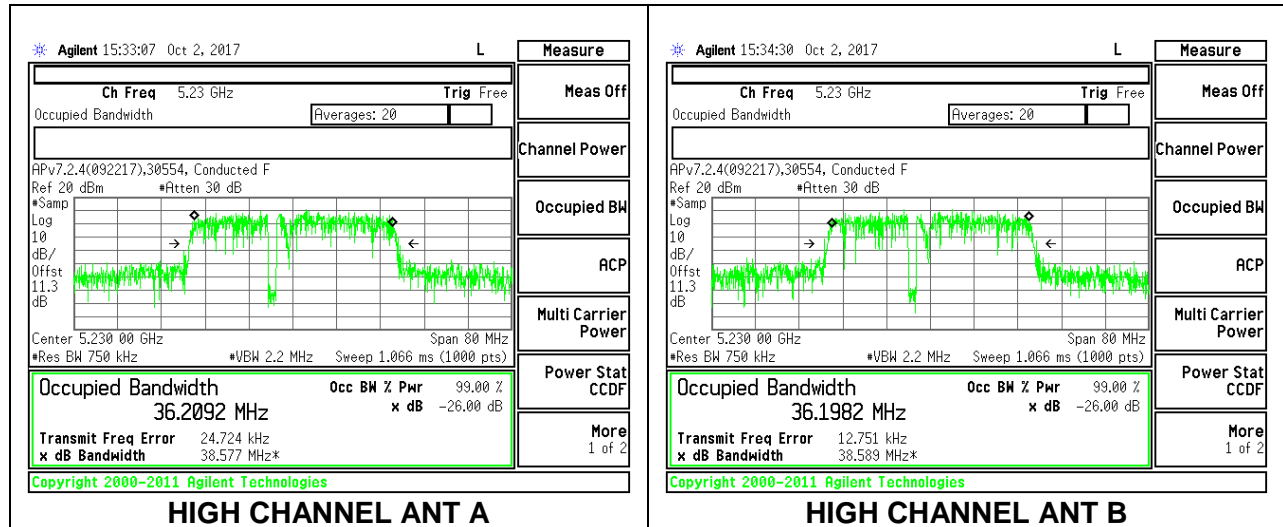 Agilent 15:33:07 Oct 2, 2017 L
Measure
Ch Freq 5.23 GHz Trig Free
Occupied Bandwidth Averages: 20
Meas Off
Channel Power
APv7.2.4(092217),30554, Conducted F
Ref 20 dBm #Atten 30 dB
#Samp
Log
10
dB/
Offst
11.3
dB
Occupied BW
ACP
Multi Carrier
Power
Center 5.230 00 GHz Span 80 MHz
#Res BW 750 kHz #VBW 2.2 MHz Sweep 1.066 ms (1000 pts)
Power Stat
CCDF
Occupied Bandwidth Occ BW % Pwr 99.00 %
36.2092 MHz x dB -26.00 dB
Transmit Freq Error 24.724 kHz
x dB Bandwidth 38.577 MHz*
More
1 of 2
Copyright 2000-2011 Agilent Technologies
HIGH CHANNEL ANT A
Agilent 15:34:30 Oct 2, 2017 L
Measure
Ch Freq 5.23 GHz Trig Free
Occupied Bandwidth Averages: 20
Meas Off
Channel Power
APv7.2.4(092217),30554, Conducted F
Ref 20 dBm #Atten 30 dB
#Samp
Log
10
dB/
Offst
11.3
dB
Occupied BW
ACP
Multi Carrier
Power
Center 5.230 00 GHz Span 80 MHz
#Res BW 750 kHz #VBW 2.2 MHz Sweep 1.066 ms (1000 pts)
Power Stat
CCDF
Occupied Bandwidth Occ BW % Pwr 99.00 %
36.1982 MHz x dB -26.00 dB
Transmit Freq Error 12.751 kHz
x dB Bandwidth 38.589 MHz*
More
1 of 2
Copyright 2000-2011 Agilent Technologies
HIGH CHANNEL ANT B